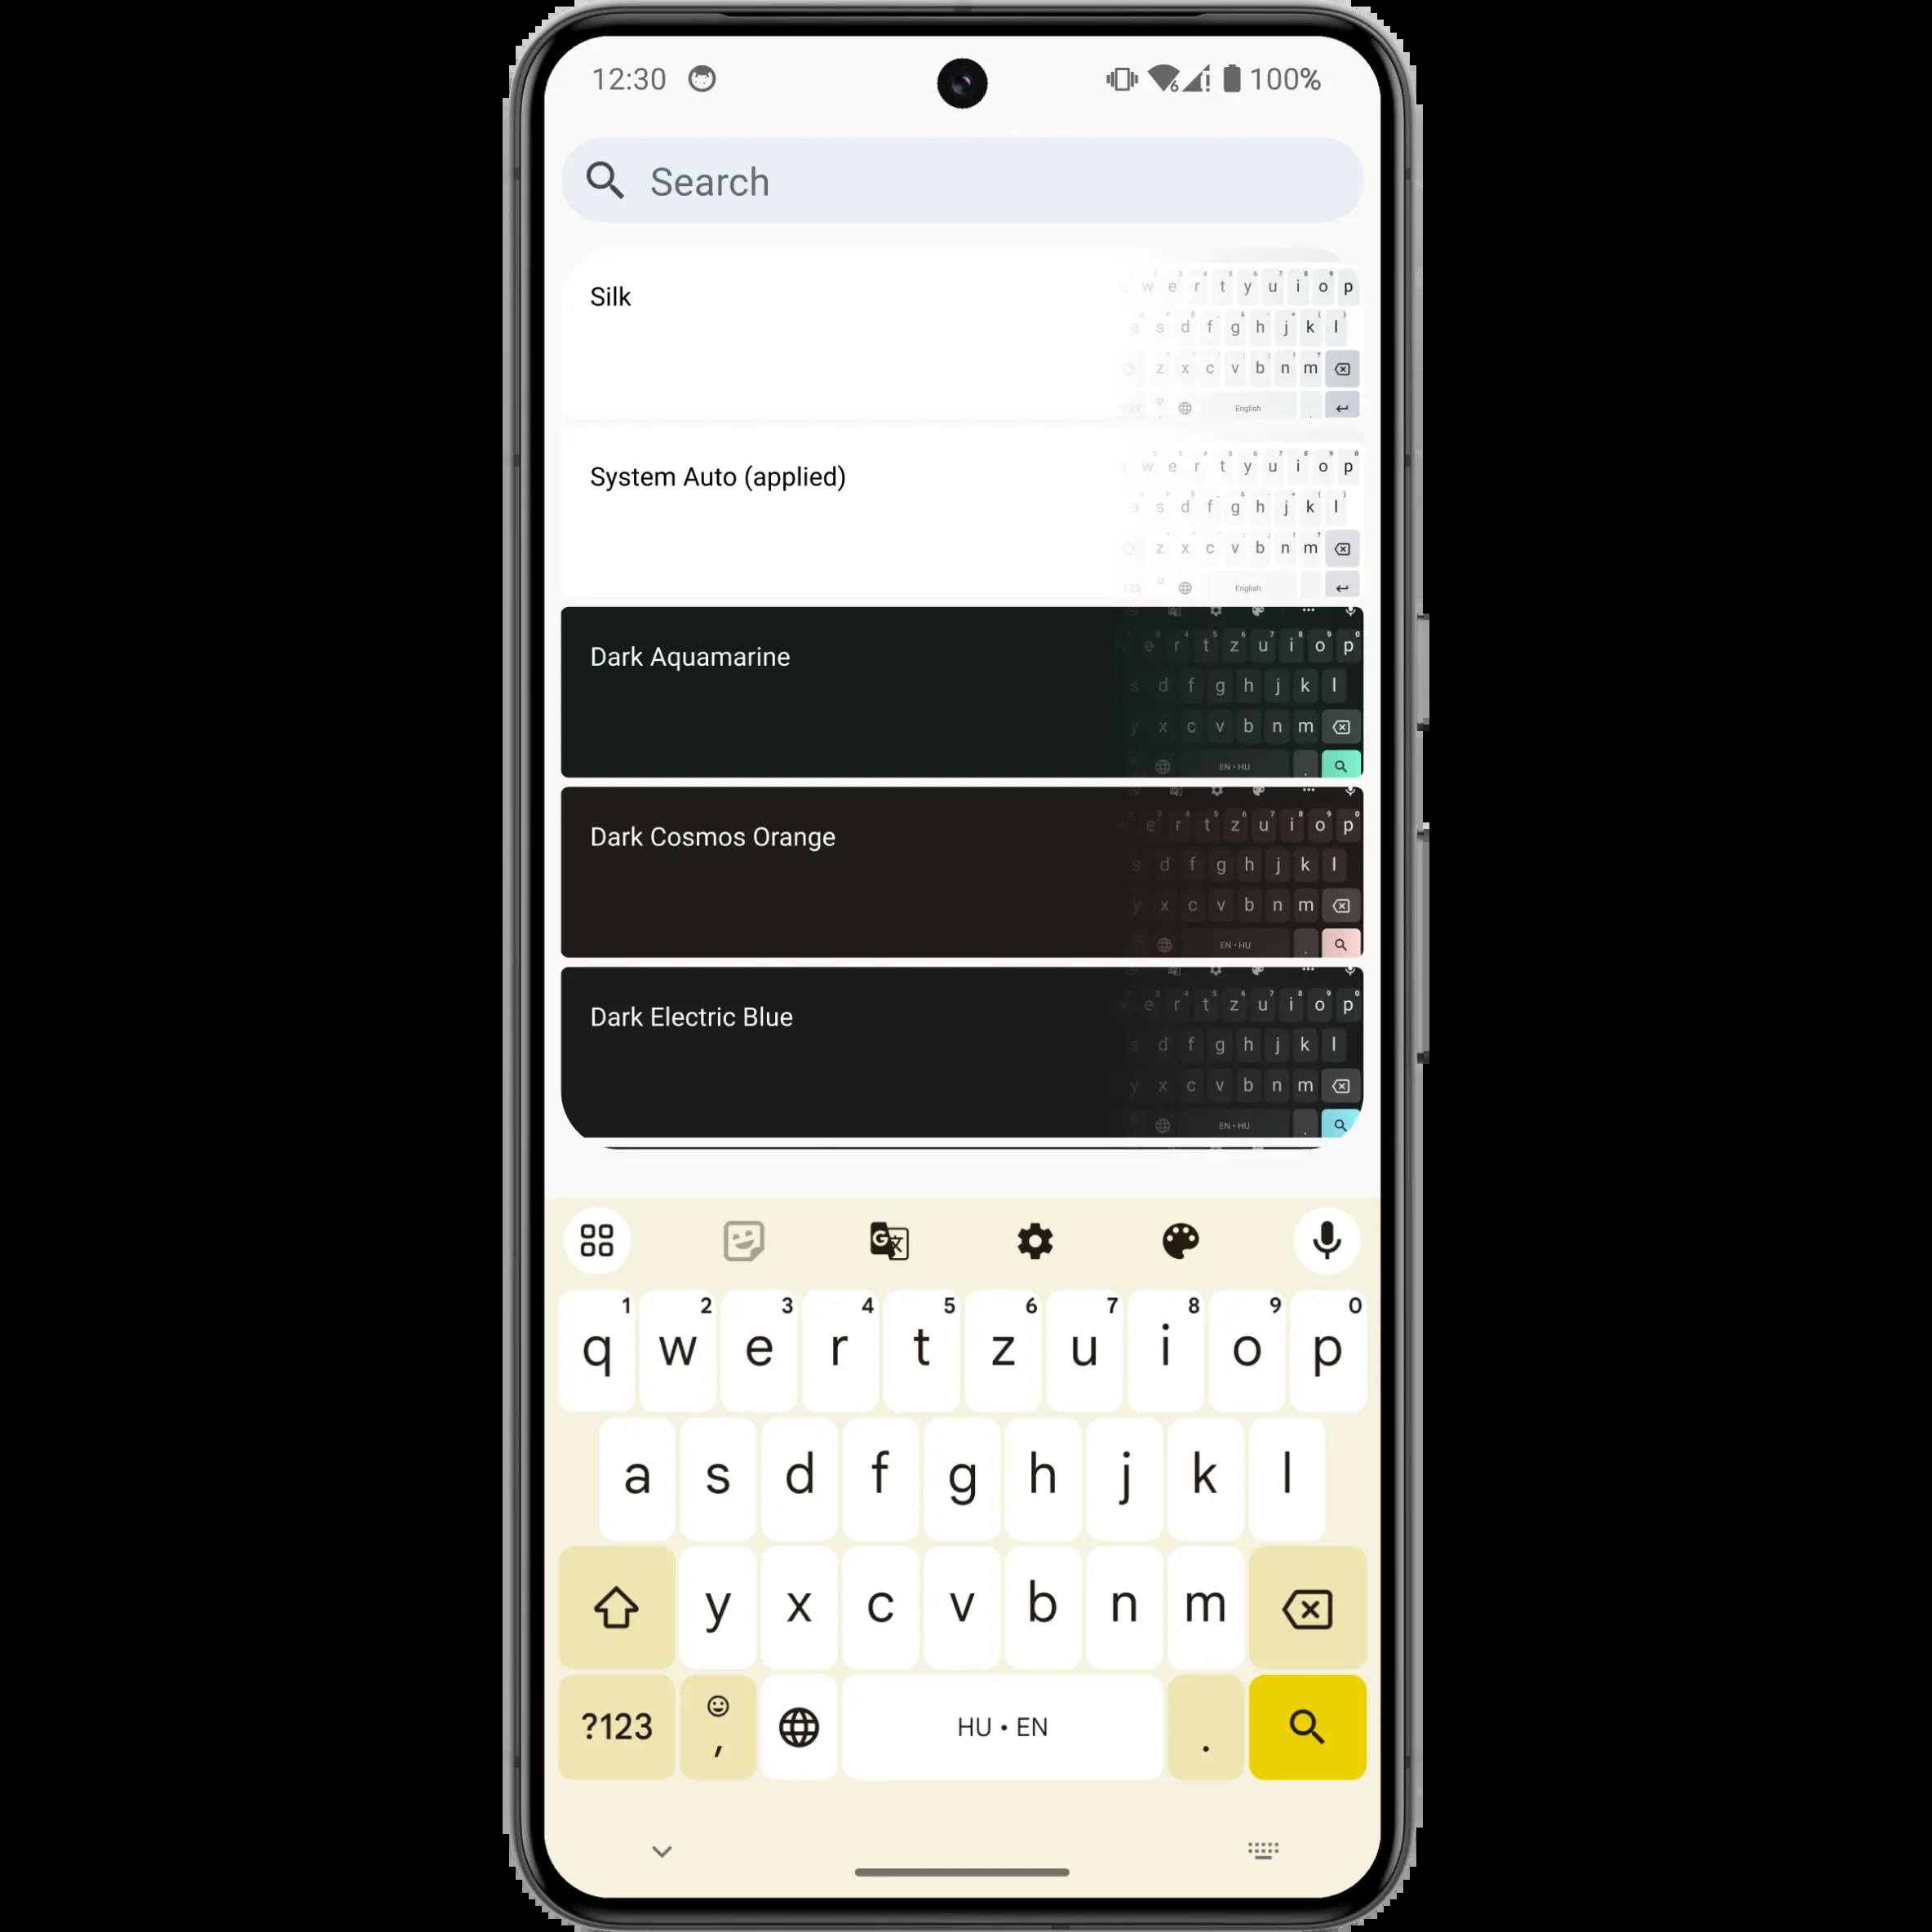 12:30 100%
Search
Silk
w e r t y u i o p
a s d f g h j k l
z x c v b n m
English
System Auto (applied)
w e r t y u i o p
a s d f g h j k l
z x c v b n m
123 English
Dark Aquamarine
e r t z u i o p
s d f g h j k l
y x c v b n m
EN • HU .
Dark Cosmos Orange
e r t z u i o p
s d f g h j k l
y x c v b n m
EN • HU .
Dark Electric Blue
e r t z u i o p
s d f g h j k l
y x c v b n m
EN • HU .
1 2 3 4 5 6 7 8 9 0
q w e r t z u i o p
a s d f g h j k l
y x c v b n m
?123 , HU • EN .